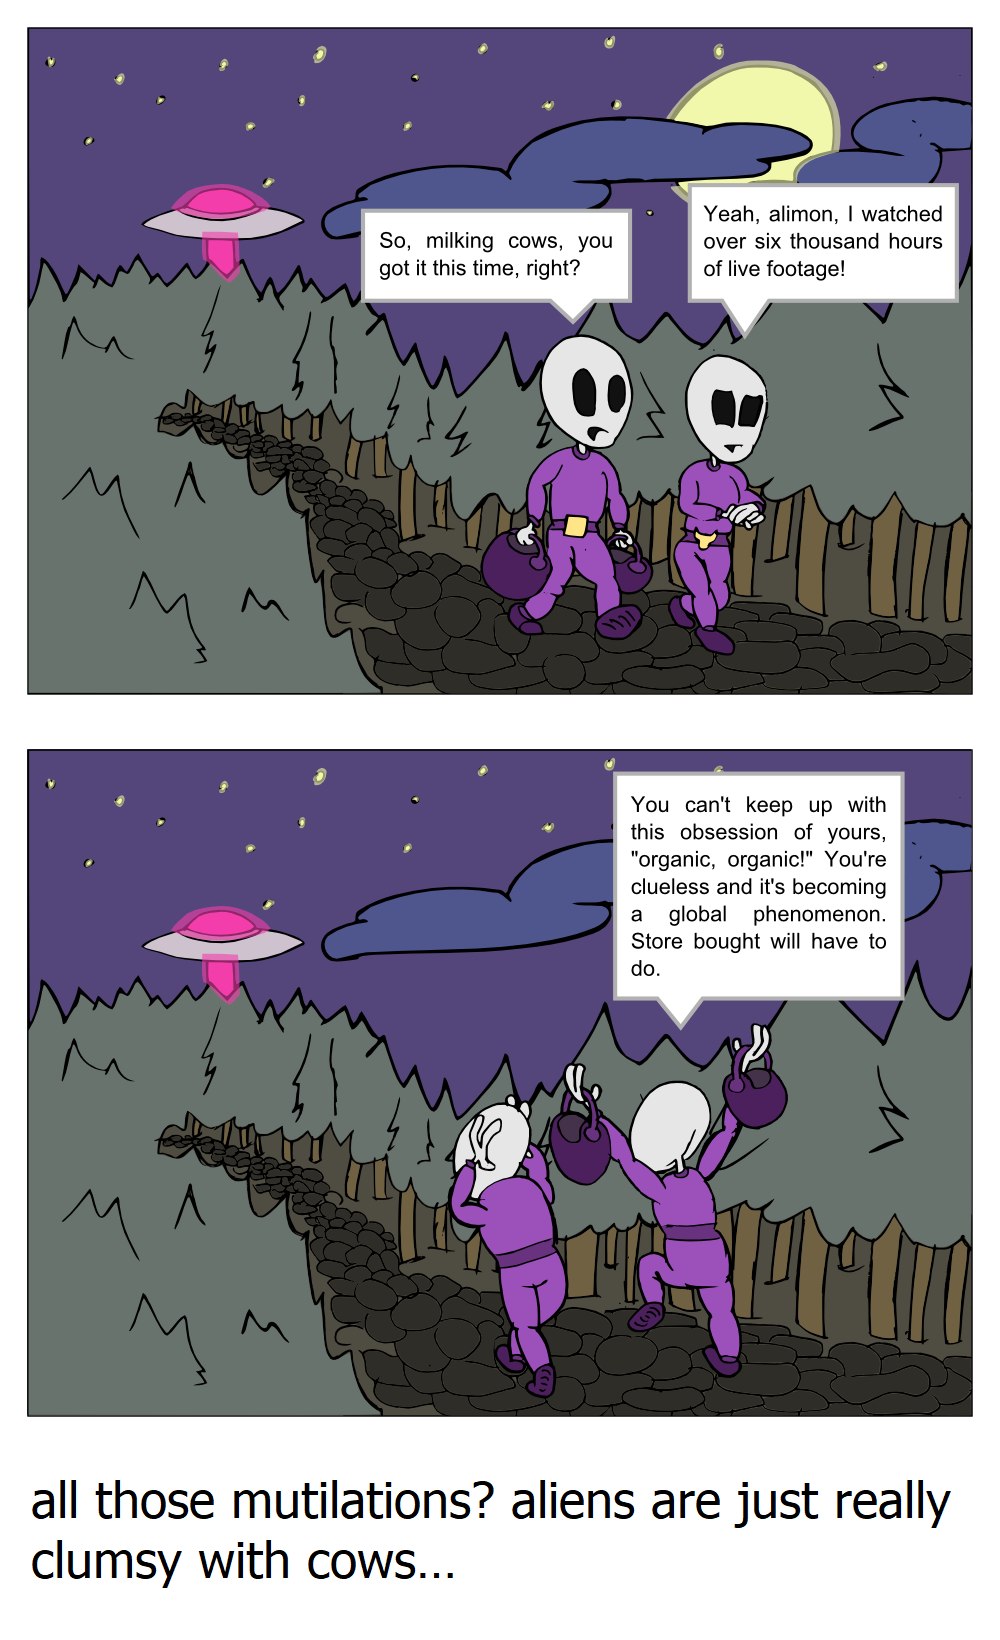 So, milking cows, you
got it this time, right?
Yeah, alimon, I watched
over six thousand hours
of live footage!
You can't keep up with
this obsession of yours,
"organic, organic!" You're
clueless and it's becoming
a global phenomenon.
Store bought will have to
do.
all those mutilations? aliens are just really
clumsy with cows...